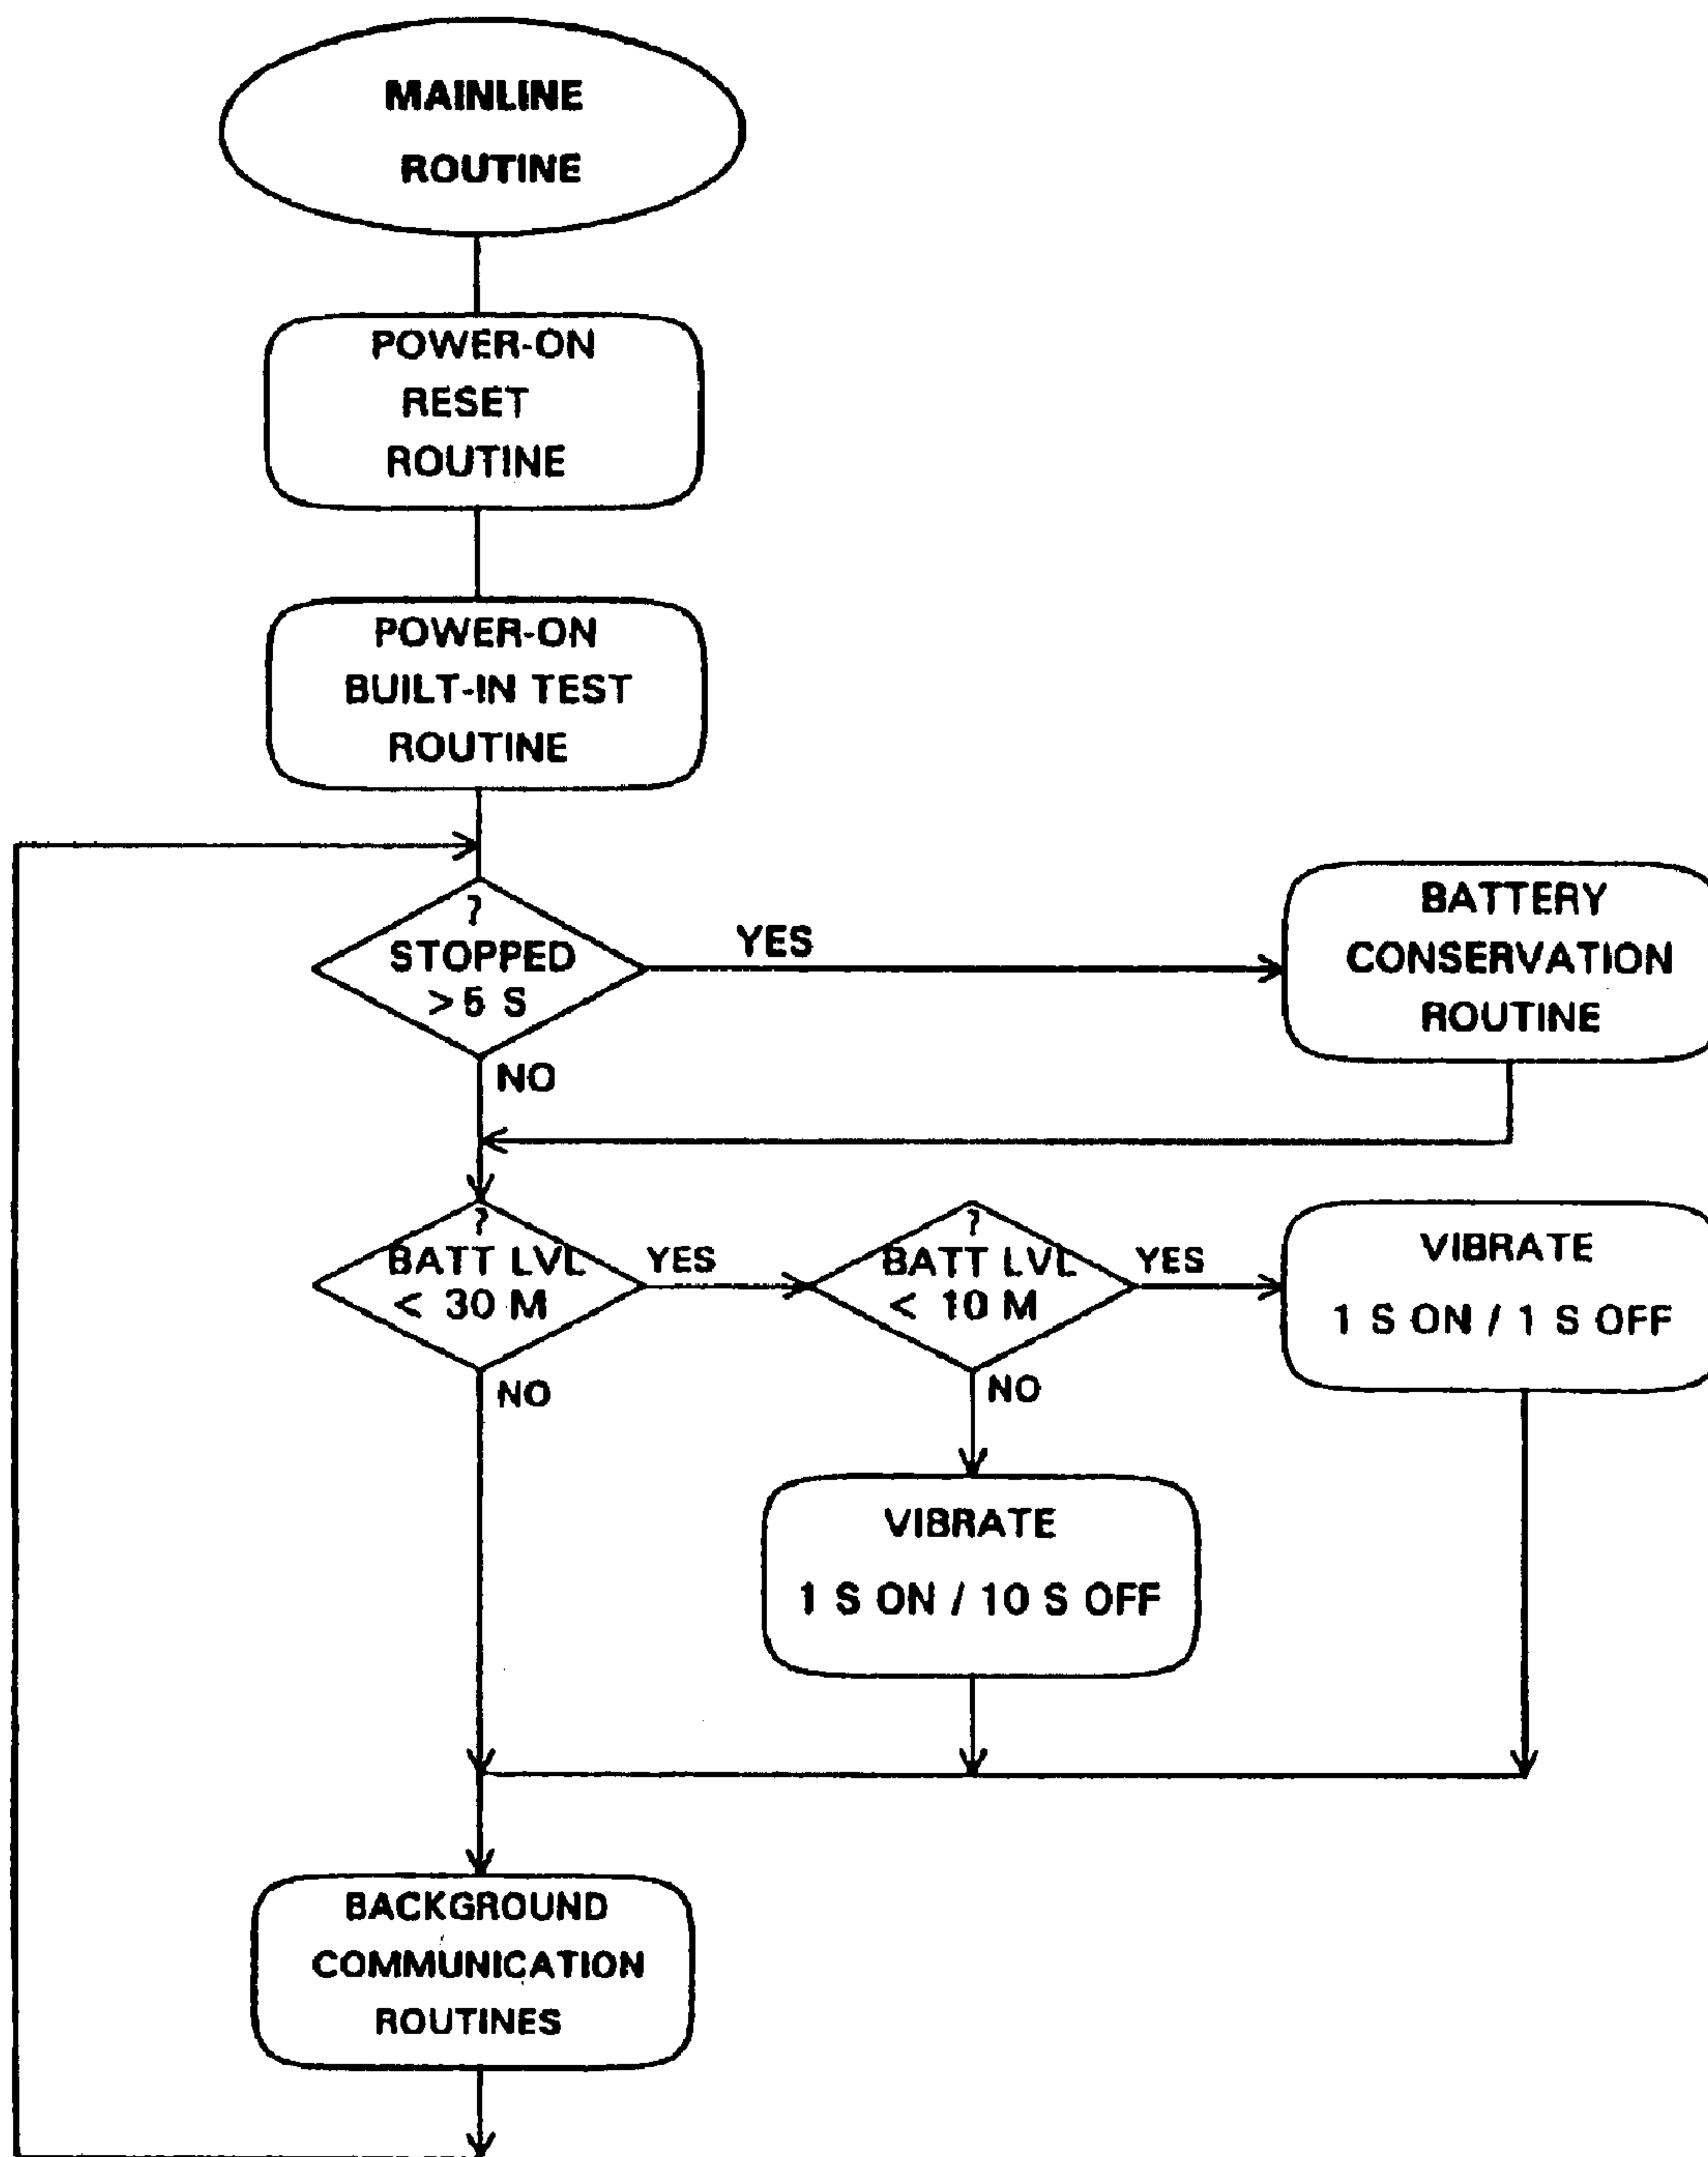 MAINLINE
ROUTINE
POWER-ON
RESET
ROUTINE
POWER-ON
BUILT-IN TEST
ROUTINE
?
STOPPED
>5 S
YES
NO
BATTERY
CONSERVATION
ROUTINE
?
BATT LVL
< 30 M
YES
NO
?
BATT LVL
< 10 M
YES
NO
VIBRATE
1 S ON / 1 S OFF
VIBRATE
1 S ON / 10 S OFF
BACKGROUND
COMMUNICATION
ROUTINES